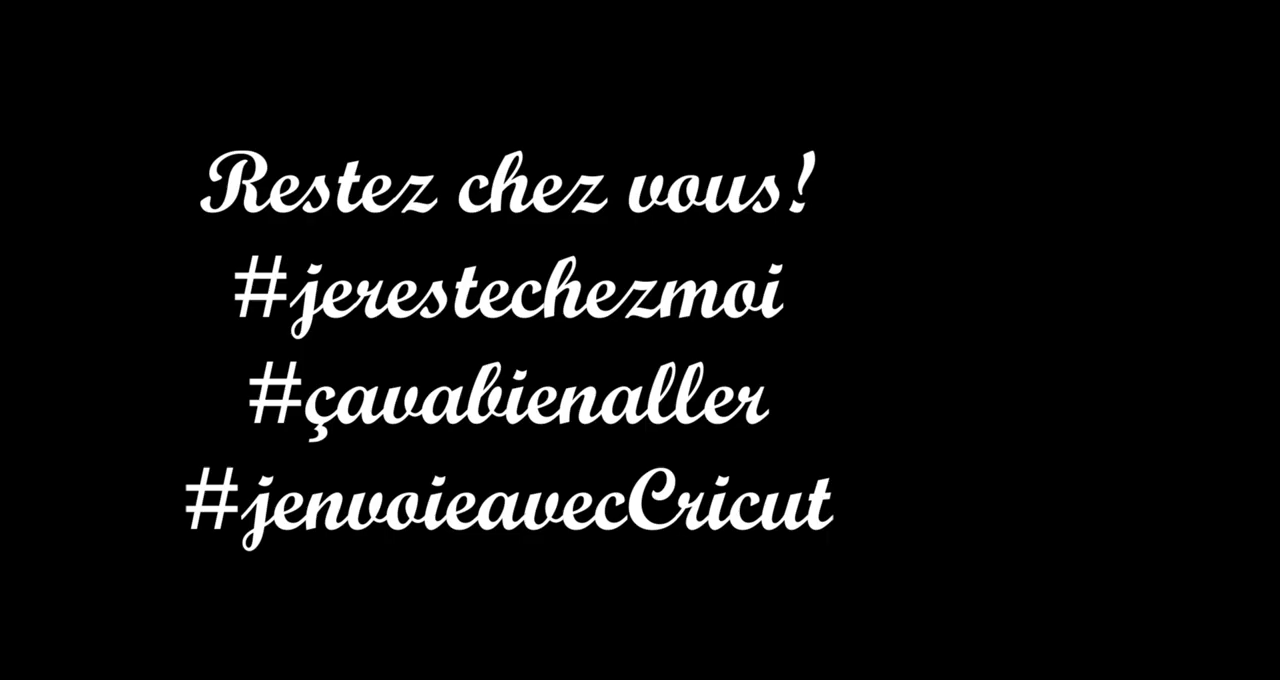 Restez chez vous!
#jerestechezmoi
#çavabienaller
#jenvoieavecCricut